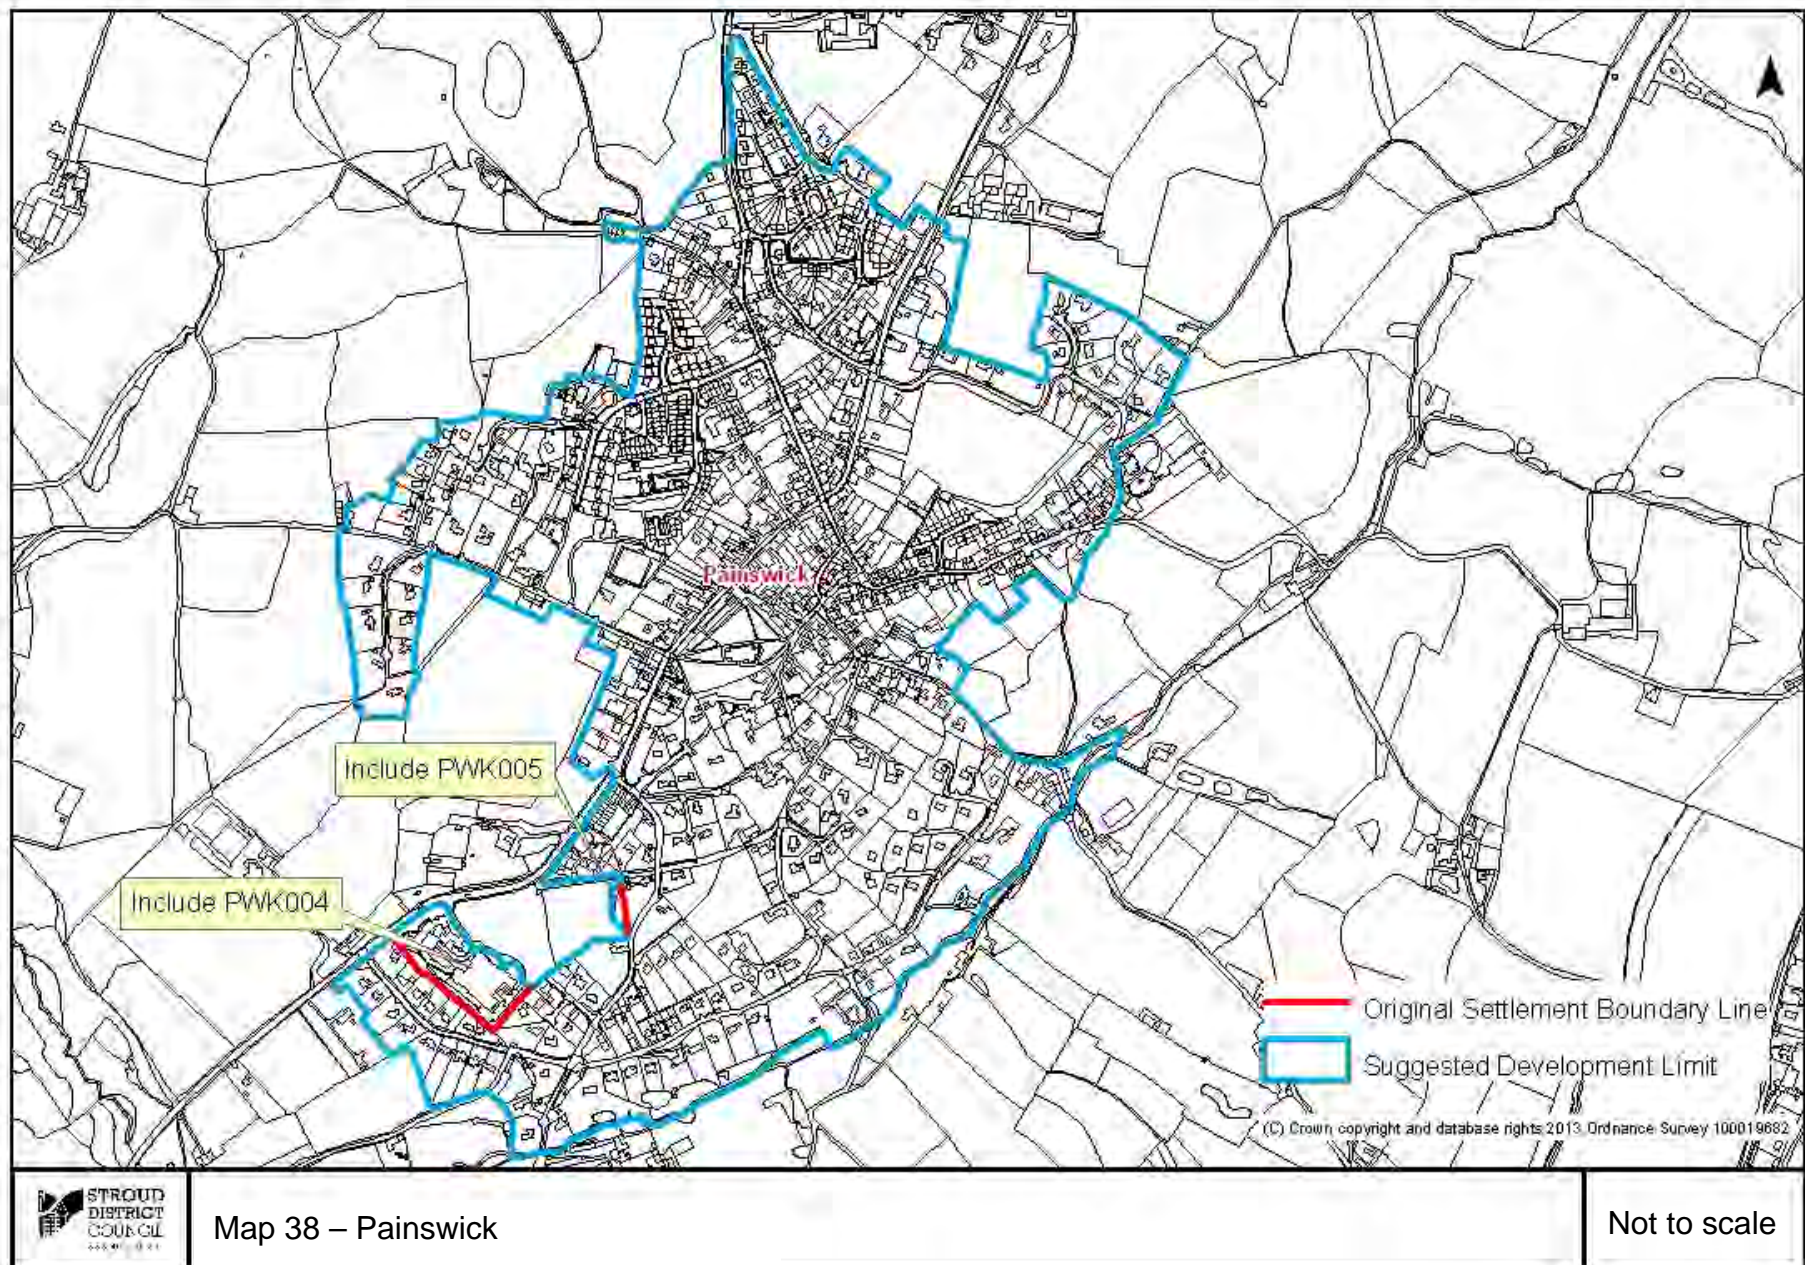 Painswick
Include PWK005
Include PWK004
Original Settlement Boundary Line
Suggested Development Limit
(C) Crown copyright and database rights 2013 Ordnance Survey 100019682
STROUD
DISTRICT
COUNCIL
Map 38 – Painswick
Not to scale